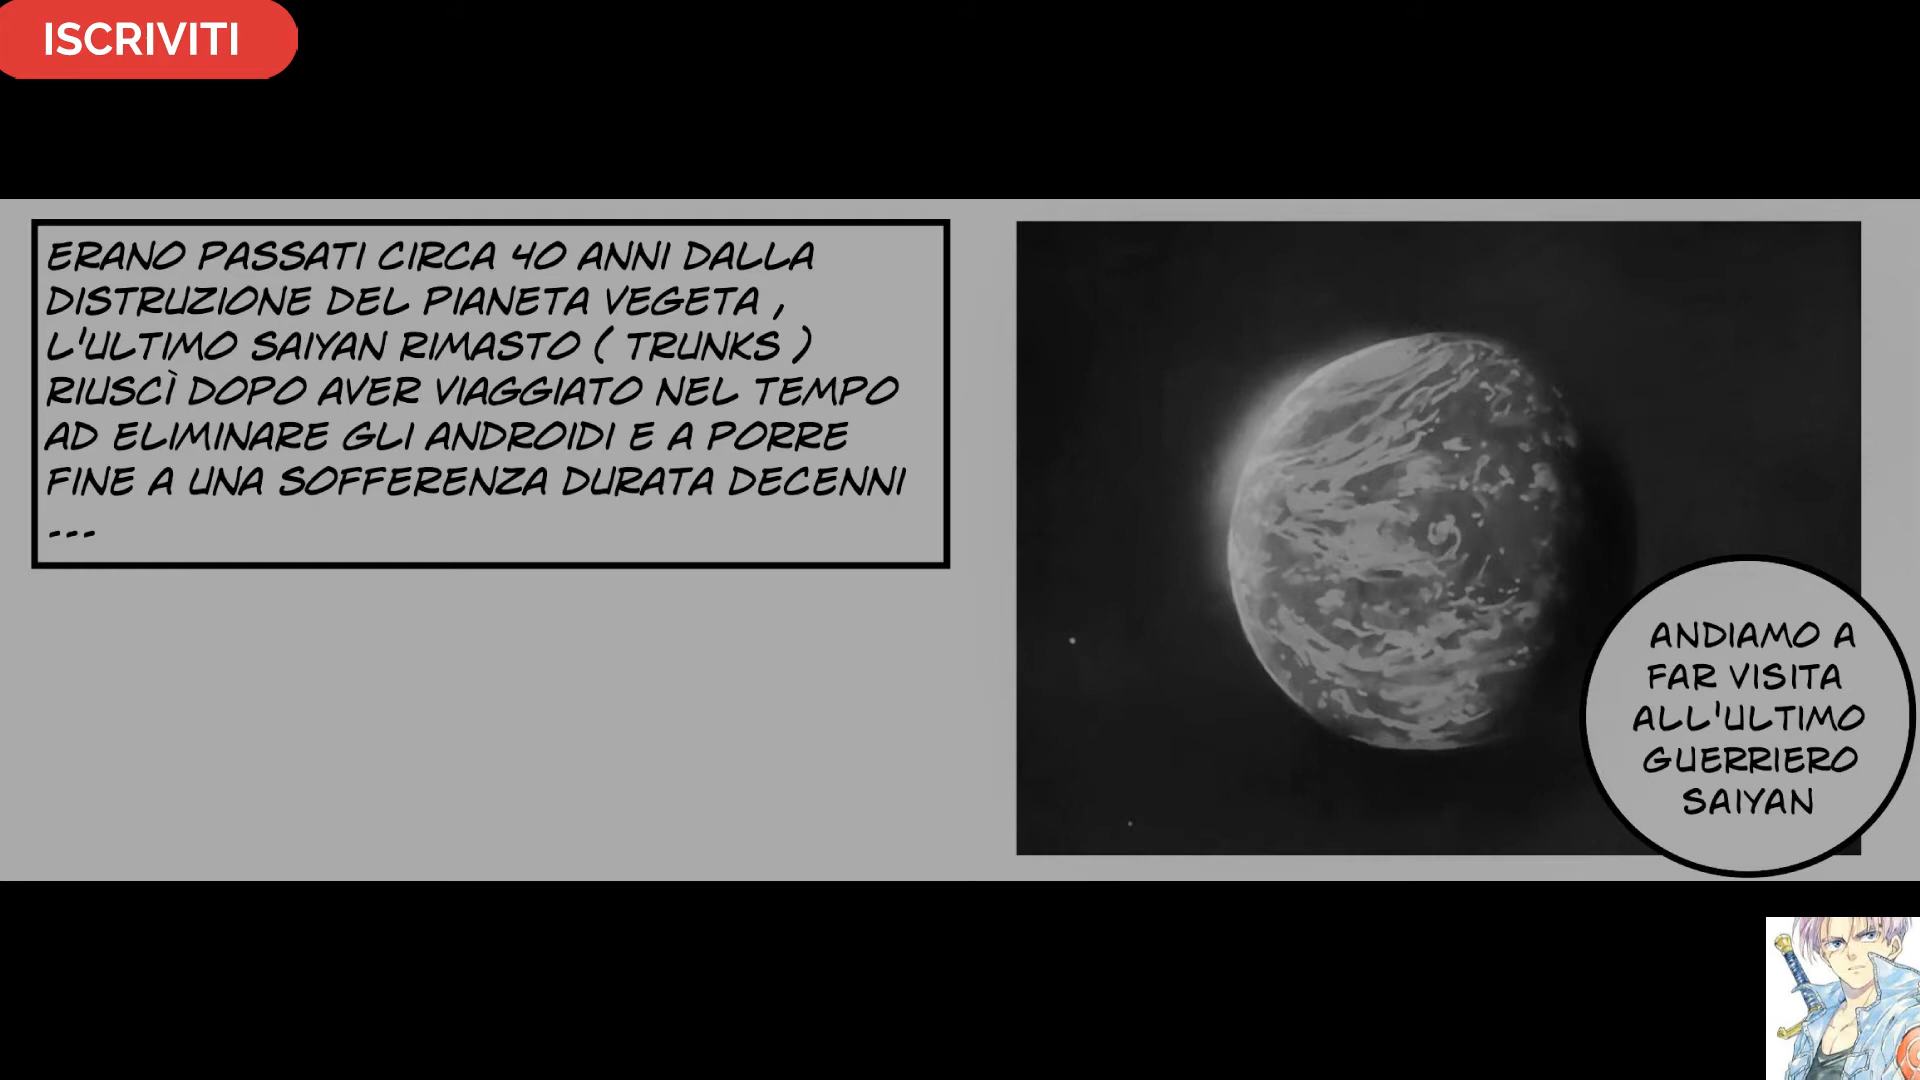 ISCRIVITI
ERANO PASSATI CIRCA 40 ANNI DALLA
DISTRUZIONE DEL PIANETA VEGETA ,
L'ULTIMO SAIYAN RIMASTO ( TRUNKS )
RIUSCÌ DOPO AVER VIAGGIATO NEL TEMPO
AD ELIMINARE GLI ANDROIDI E A PORRE
FINE A UNA SOFFERENZA DURATA DECENNI
...
ANDIAMO A
FAR VISITA
ALL'ULTIMO
GUERRIERO
SAIYAN